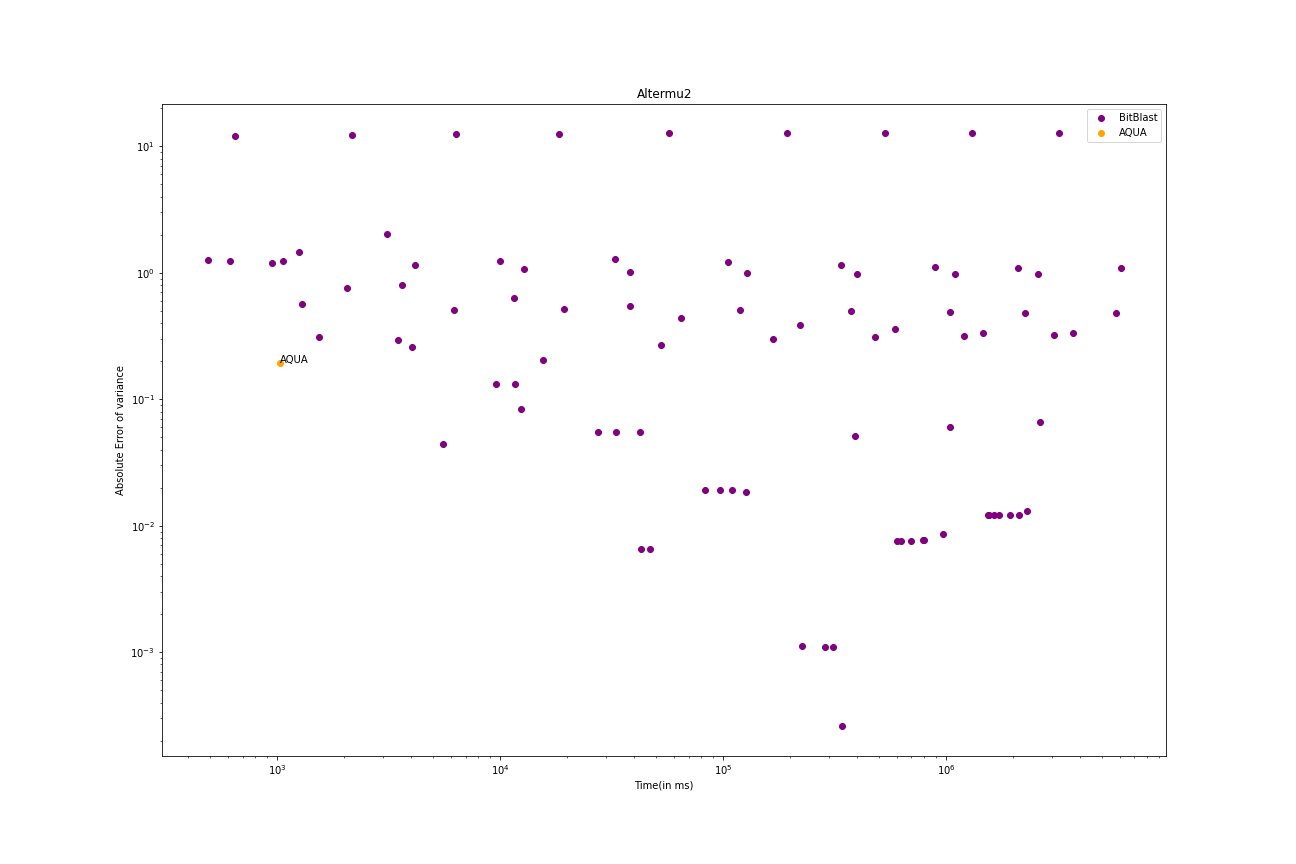 Altermu2
BitBlast
AQUA
AQUA
Absolute Error of variance
10¹
10⁰
10⁻¹
10⁻²
10⁻³
10³
10⁴
10⁵
10⁶
Time(in ms)